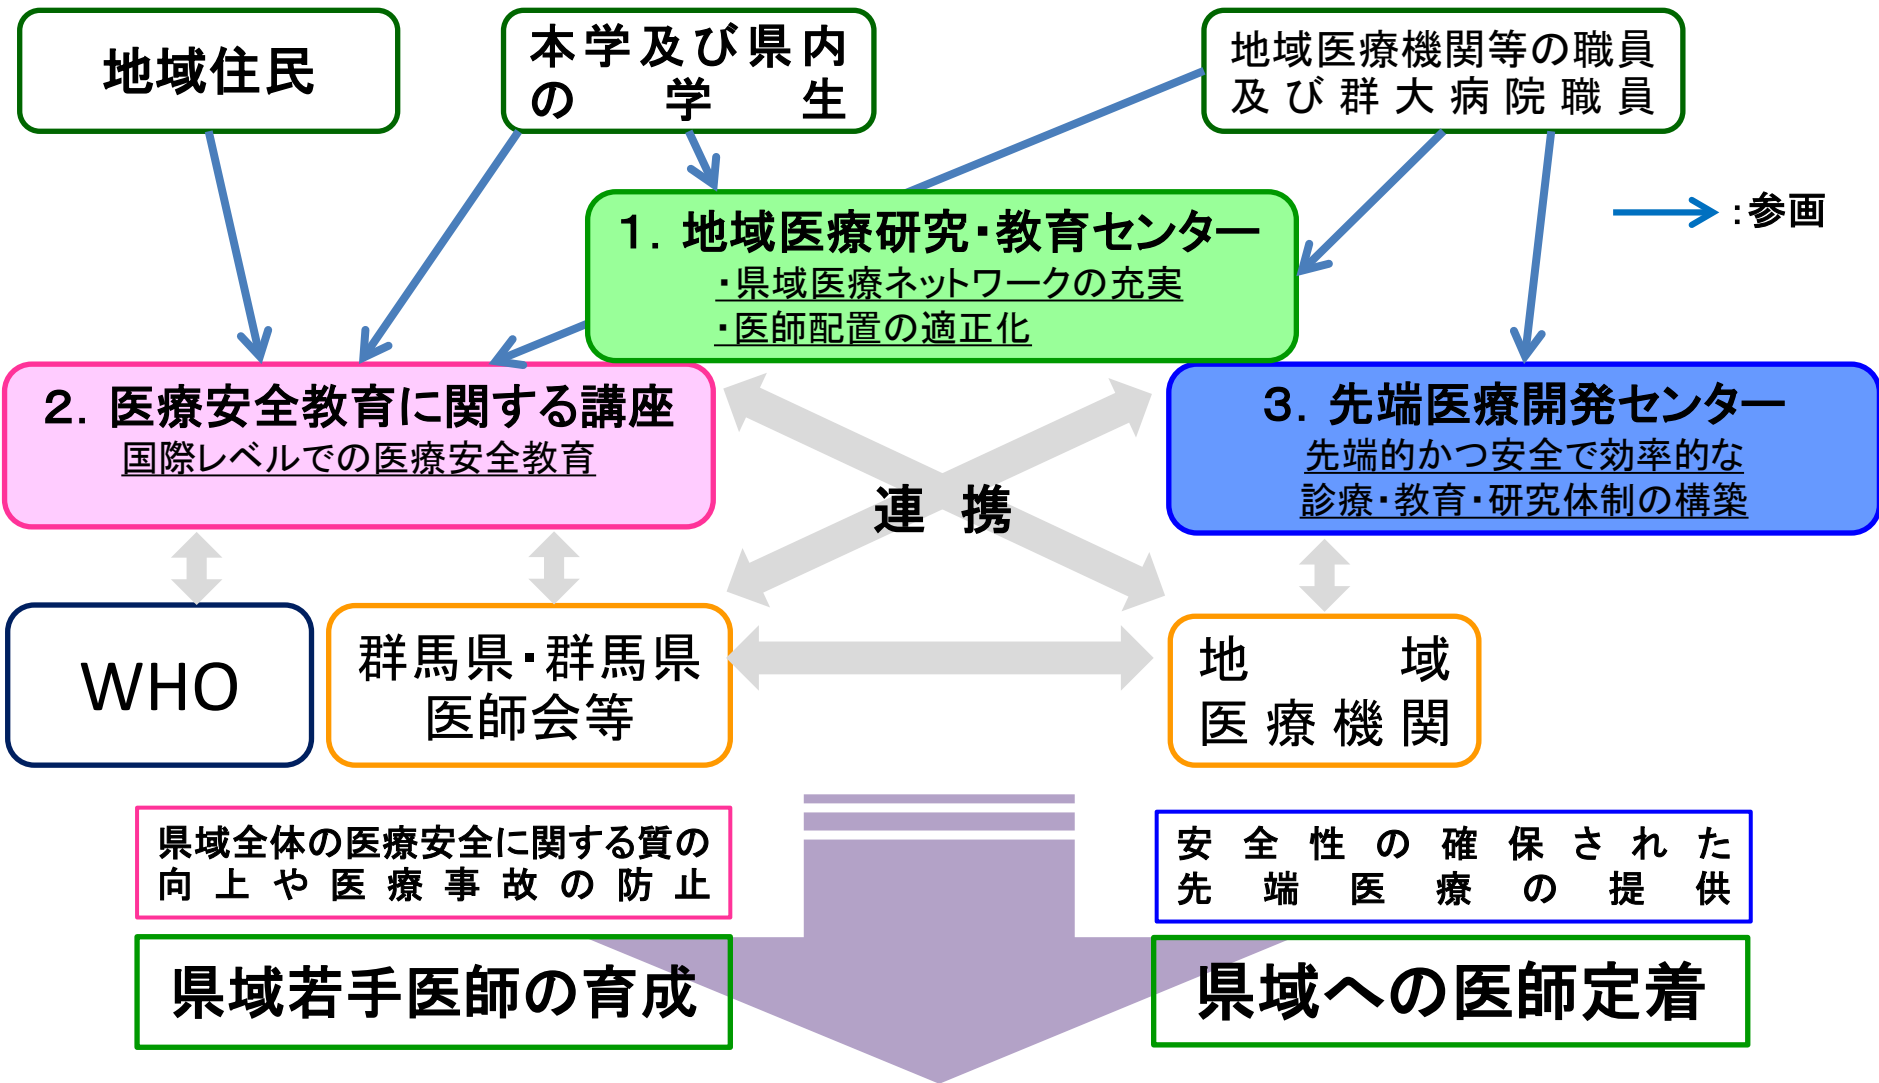 地域住民
本学及び県内
の学生
地域医療機関等の職員
及び群大病院職員
:参画
1. 地域医療研究・教育センター
・県域医療ネットワークの充実
・医師配置の適正化
2. 医療安全教育に関する講座
国際レベルでの医療安全教育
3. 先端医療開発センター
先端的かつ安全で効率的な
診療・教育・研究体制の構築
連 携
WHO
群馬県・群馬県
医師会等
地域
医療機関
県域全体の医療安全に関する質の
向上や医療事故の防止
安全性の確保された
先端医療の提供
県域若手医師の育成
県域への医師定着